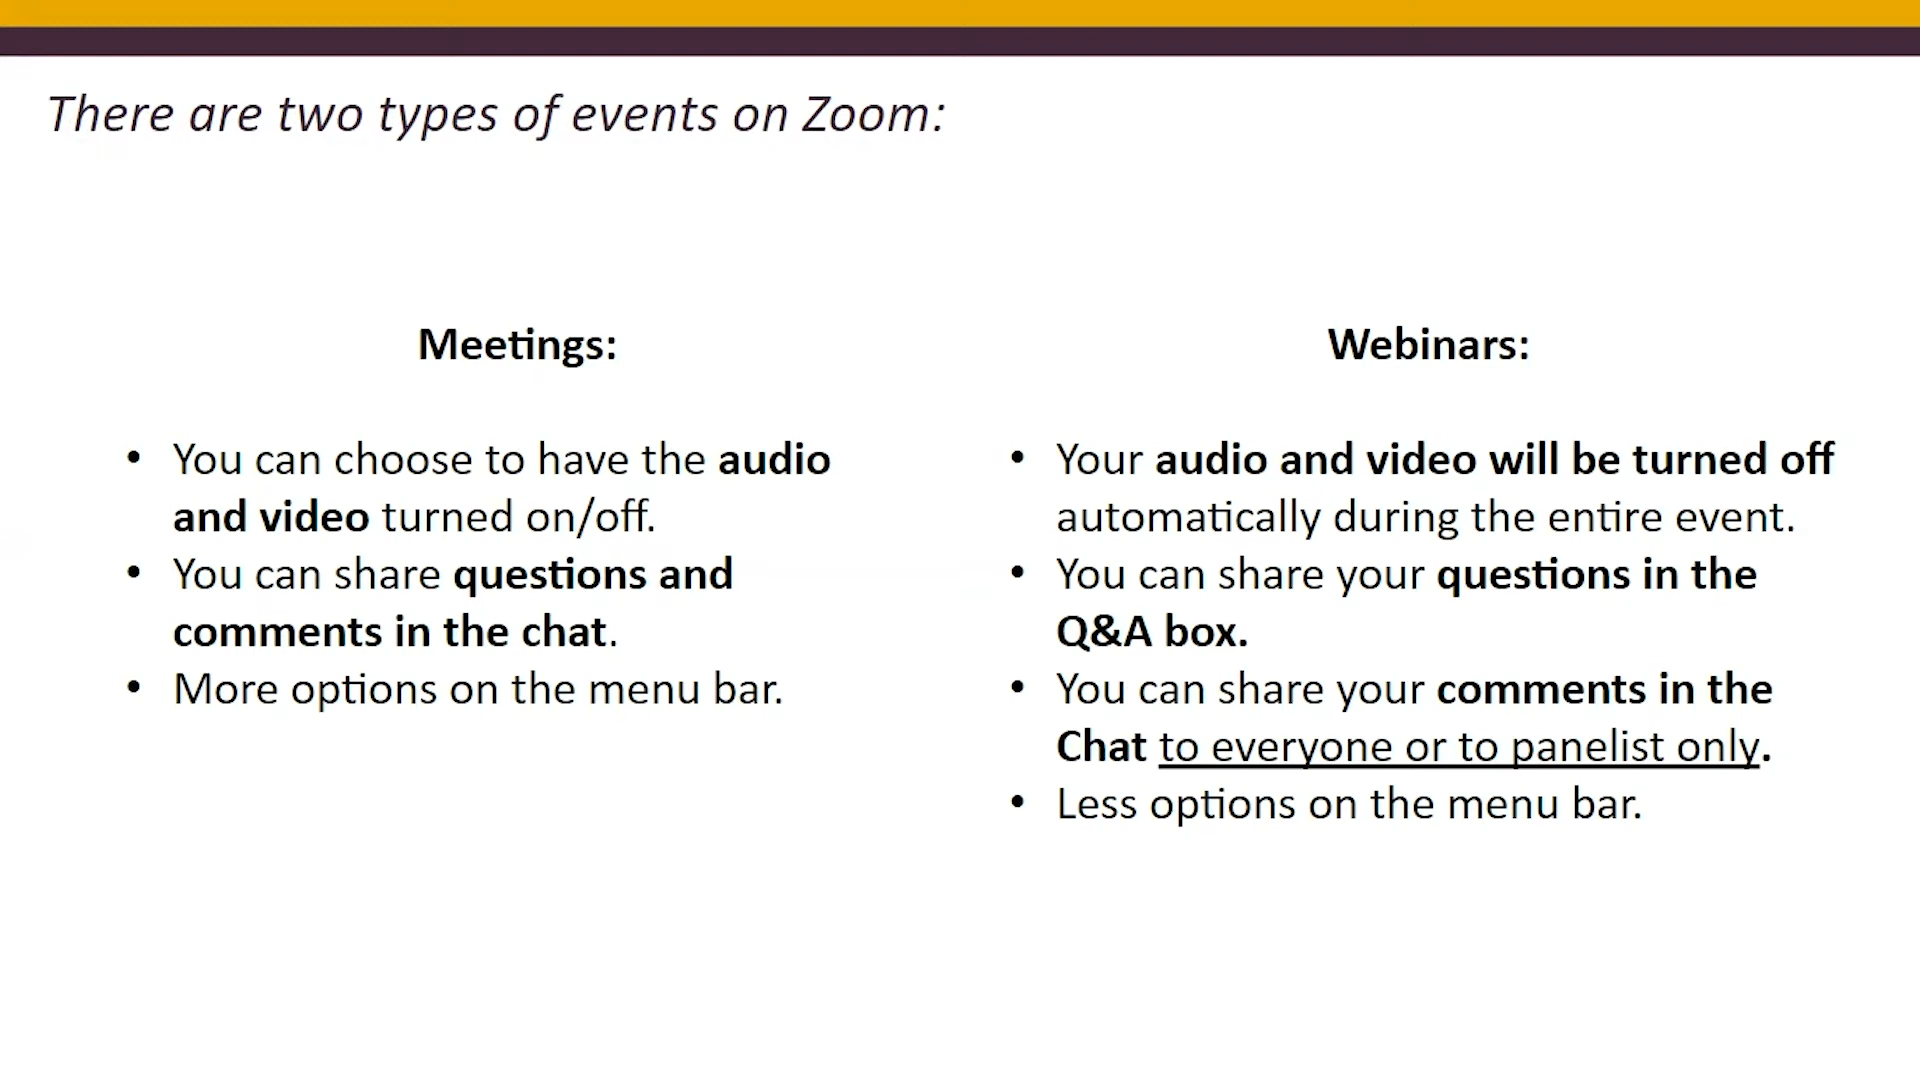 There are two types of events on Zoom:
Meetings:
• You can choose to have the audio
and video turned on/off.
• You can share questions and
comments in the chat.
• More options on the menu bar.
Webinars:
• Your audio and video will be turned off
automatically during the entire event.
• You can share your questions in the
Q&A box.
• You can share your comments in the
Chat to everyone or to panelist only.
• Less options on the menu bar.